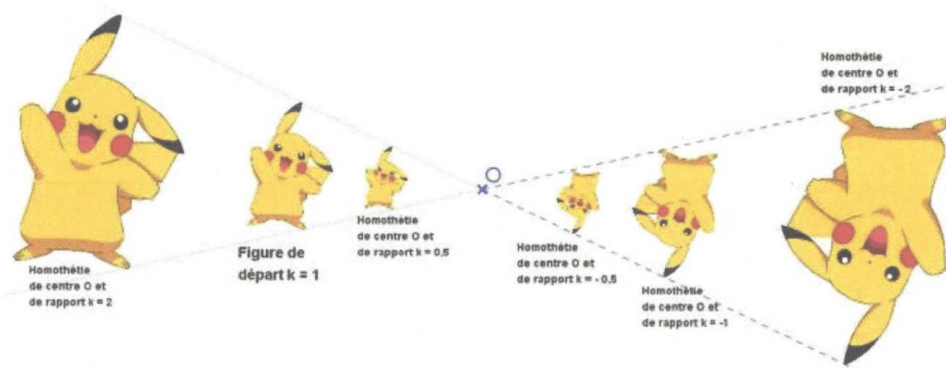 Homothétie
de centre O et
de rapport k = 2
Figure de
départ k = 1
Homothétie
de centre O et
de rapport k = 0,5
O
Homothétie
de centre O et
de rapport k = - 0,5
Homothétie
de centre O et
de rapport k = -1
Homothétie
de centre O et
de rapport k = - 2